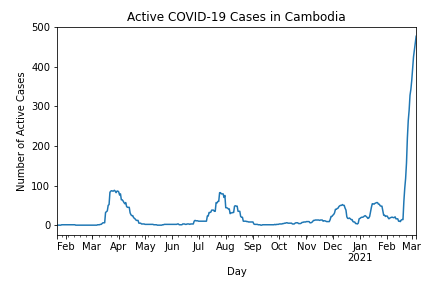 Active COVID-19 Cases in Cambodia
500
400
300
200
100
0
Number of Active Cases
Feb Mar Apr May Jun Jul Aug Sep Oct Nov Dec Jan Feb Mar
2021
Day